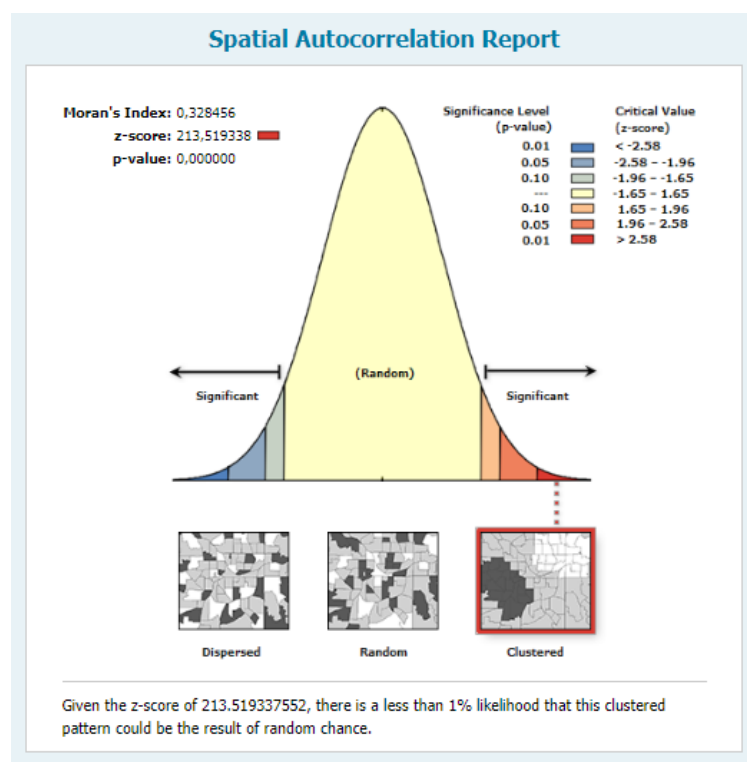 Spatial Autocorrelation Report
Moran's Index: 0,328456
z-score: 213,519338
p-value: 0,000000
Significance Level Critical Value
(p-value) (z-score)
0.01 < -2.58
0.05 -2.58 – -1.96
0.10 -1.96 – -1.65
--- -1.65 – 1.65
0.10 1.65 – 1.96
0.05 1.96 – 2.58
0.01 > 2.58
(Random)
Significant Significant
Dispersed Random Clustered
Given the z-score of 213.519337552, there is a less than 1% likelihood that this clustered
pattern could be the result of random chance.